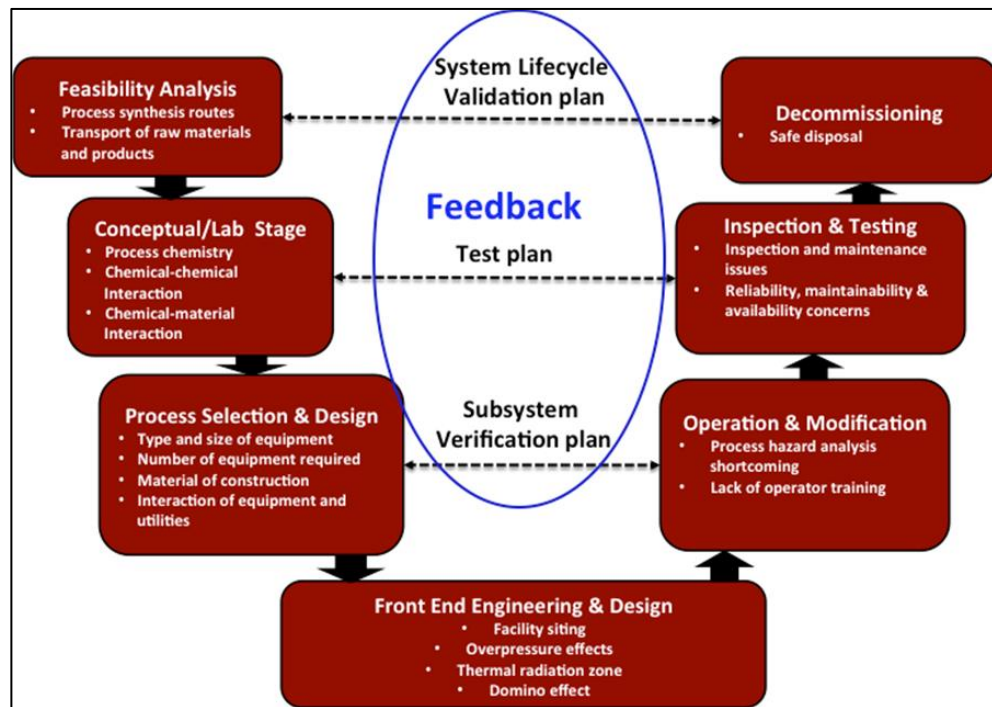 Feasibility Analysis
• Process synthesis routes
• Transport of raw materials
and products
System Lifecycle
Validation plan
Decommissioning
• Safe disposal
Feedback
Conceptual/Lab Stage
• Process chemistry
• Chemical-chemical
Interaction
• Chemical-material
Interaction
Test plan
Inspection & Testing
• Inspection and maintenance
issues
• Reliability, maintainability &
availability concerns
Process Selection & Design
• Type and size of equipment
• Number of equipment required
• Material of construction
• Interaction of equipment and
utilities
Subsystem
Verification plan
Operation & Modification
• Process hazard analysis
shortcoming
• Lack of operator training
Front End Engineering & Design
• Facility siting
• Overpressure effects
• Thermal radiation zone
• Domino effect